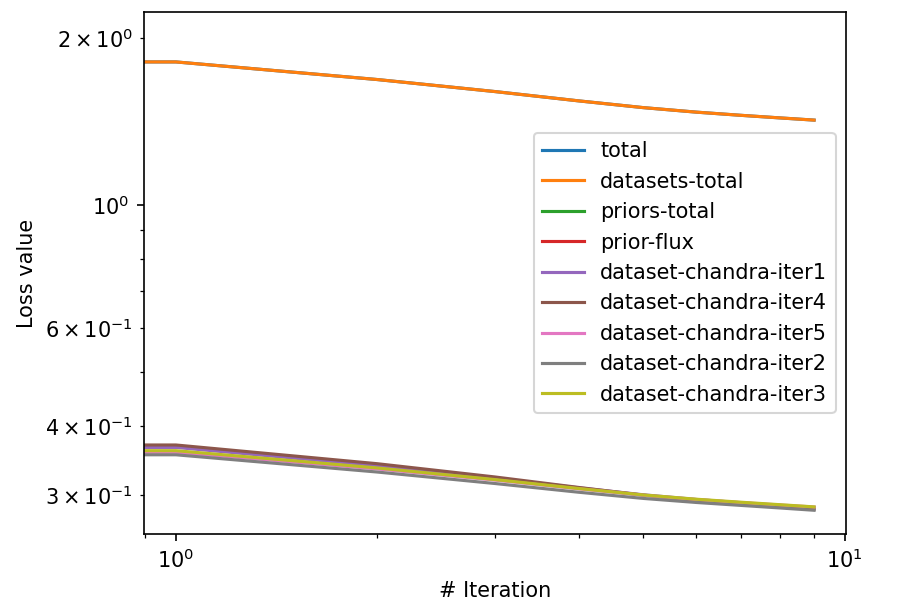 2 × 10⁰
10⁰
6 × 10⁻¹
4 × 10⁻¹
3 × 10⁻¹
Loss value
total
datasets-total
priors-total
prior-flux
dataset-chandra-iter1
dataset-chandra-iter4
dataset-chandra-iter5
dataset-chandra-iter2
dataset-chandra-iter3
10⁰
10¹
# Iteration